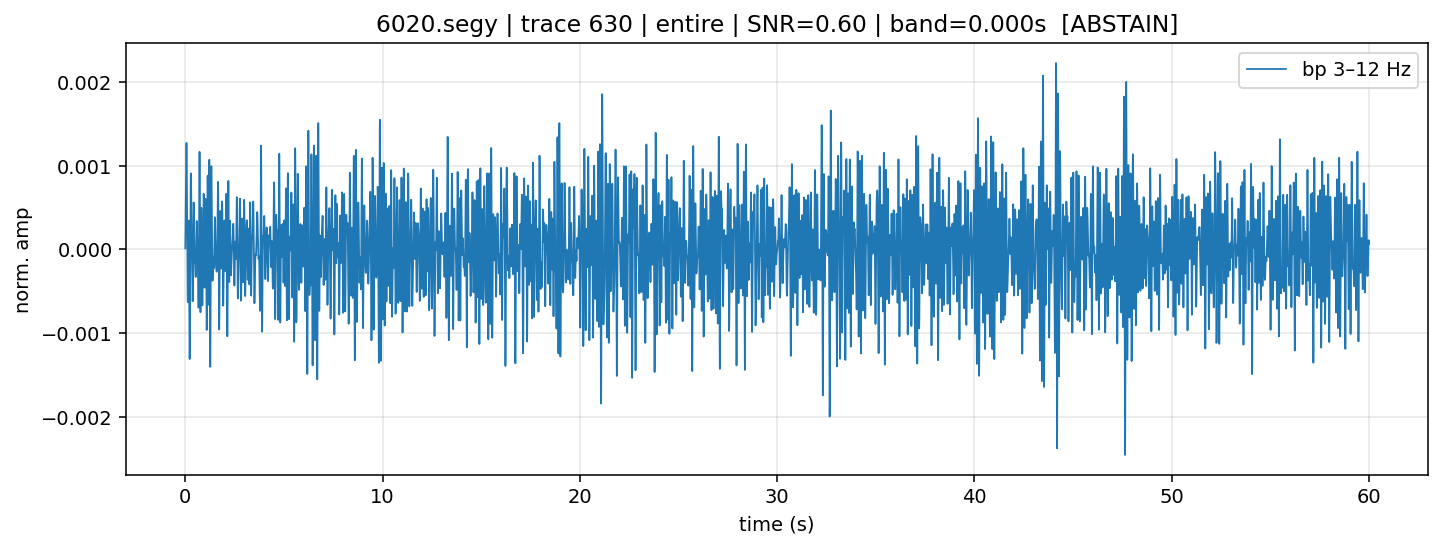 6020.segy | trace 630 | entire | SNR=0.60 | band=0.000s [ABSTAIN]
bp 3–12 Hz
0.002
0.001
0.000
−0.001
−0.002
norm. amp
0 10 20 30 40 50 60
time (s)